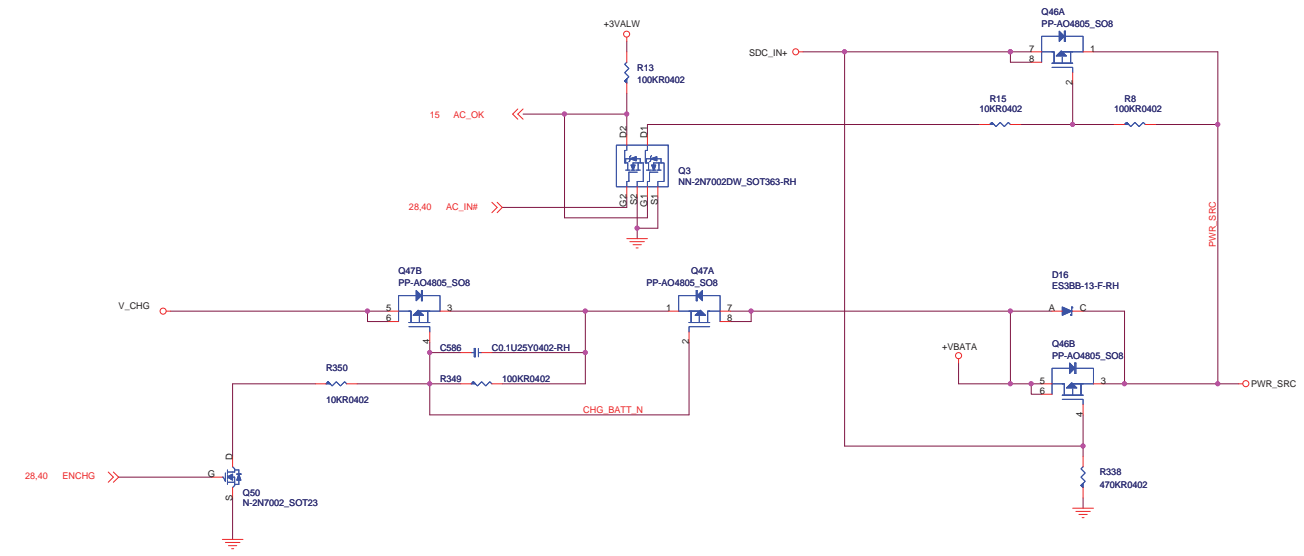 Q46A
PP-AO4805_SO8
+3VALW
SDC_IN+
7
8
1
2
R13
100KR0402
R15
10KR0402
R8
100KR0402
15 AC_OK
D2
D1
Q3
NN-2N7002DW_SOT363-RH
28,40 AC_IN#
G2
S2
G1
S1
PWR_SRC
Q47B
PP-AO4805_SO8
Q47A
PP-AO4805_SO8
D16
ES3BB-13-F-RH
V_CHG
5
6
3
4
1
7
8
2
A
C
C586
C0.1U25Y0402-RH
+VBATA
Q46B
PP-AO4805_SO8
R350
10KR0402
R349
100KR0402
5
6
3
4
PWR_SRC
CHG_BATT_N
D
28,40 ENCHG
G
S
Q50
N-2N7002_SOT23
R338
470KR0402